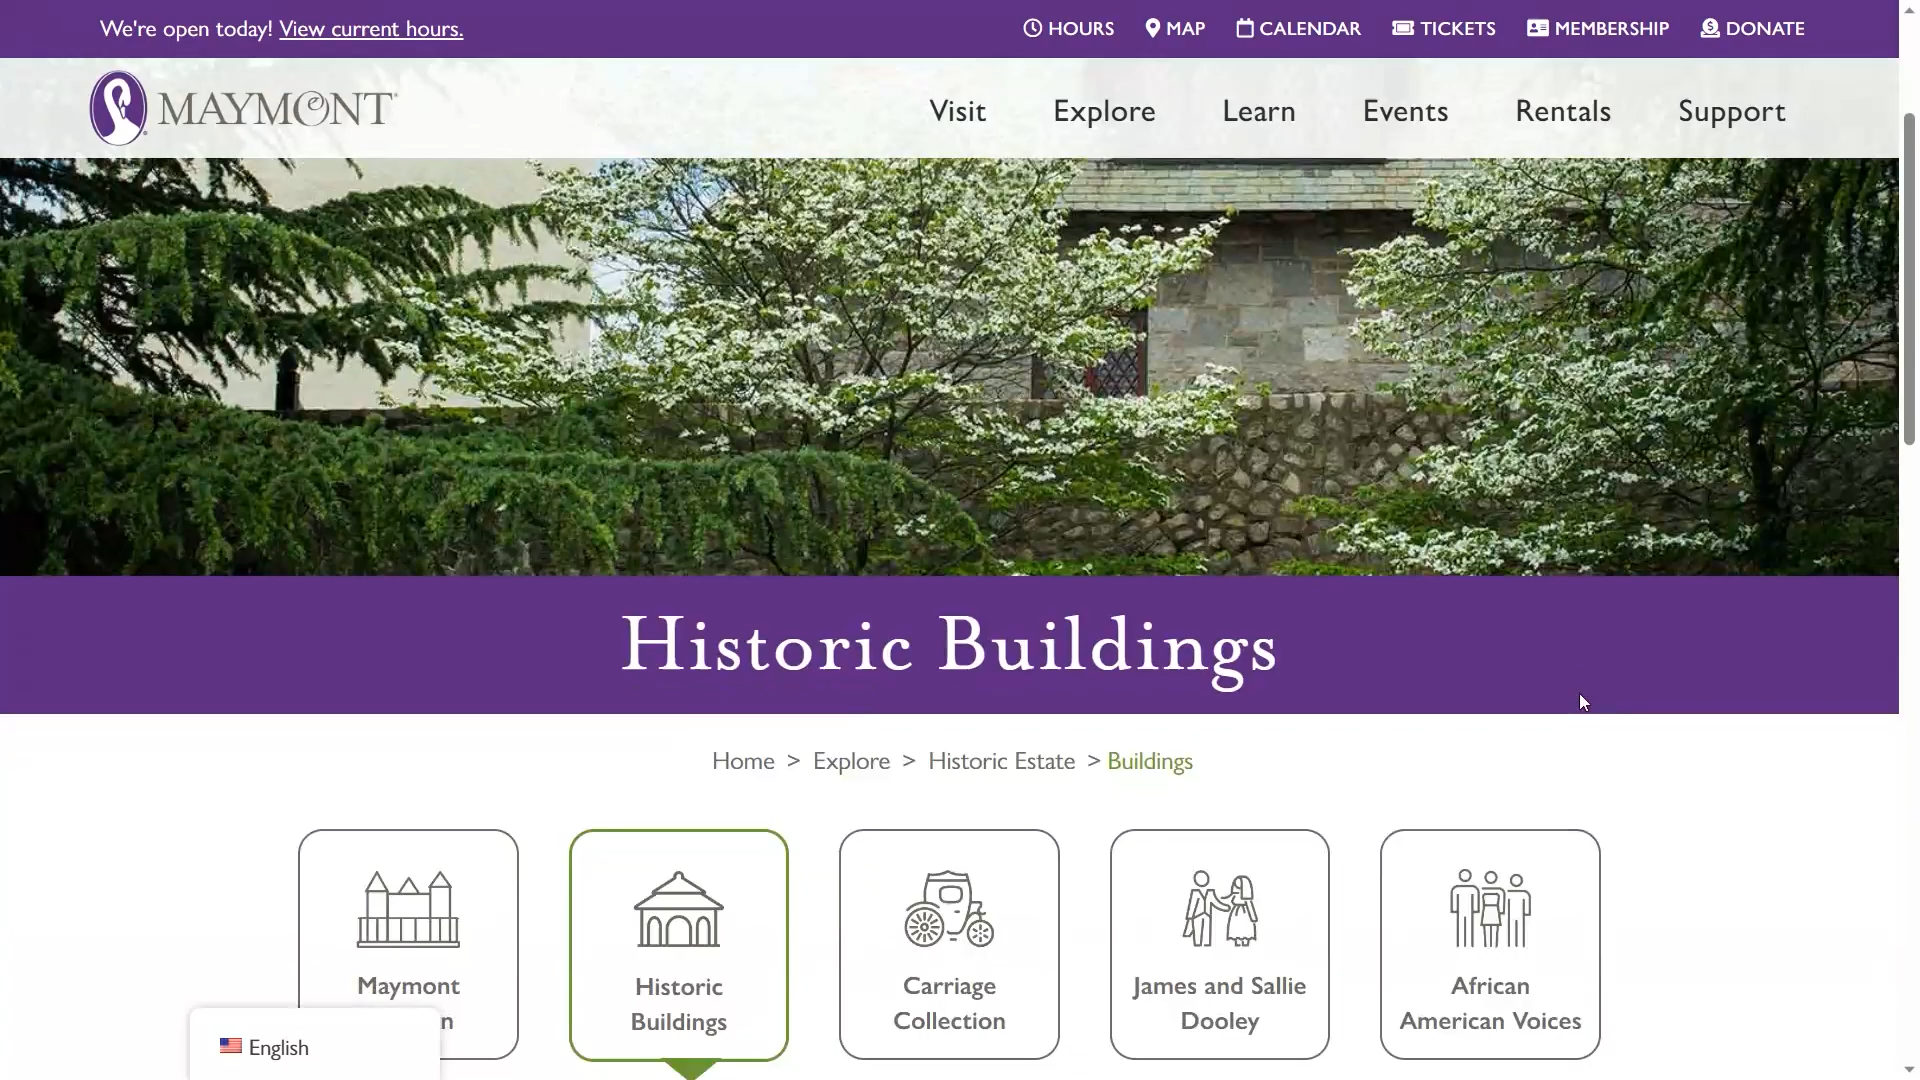 We're open today! View current hours.
HOURS MAP CALENDAR TICKETS MEMBERSHIP DONATE
MAYMONT
Visit Explore Learn Events Rentals Support
Historic Buildings
Home > Explore > Historic Estate > Buildings
Maymont
n
Historic
Buildings
Carriage
Collection
James and Sallie
Dooley
African
American Voices
English